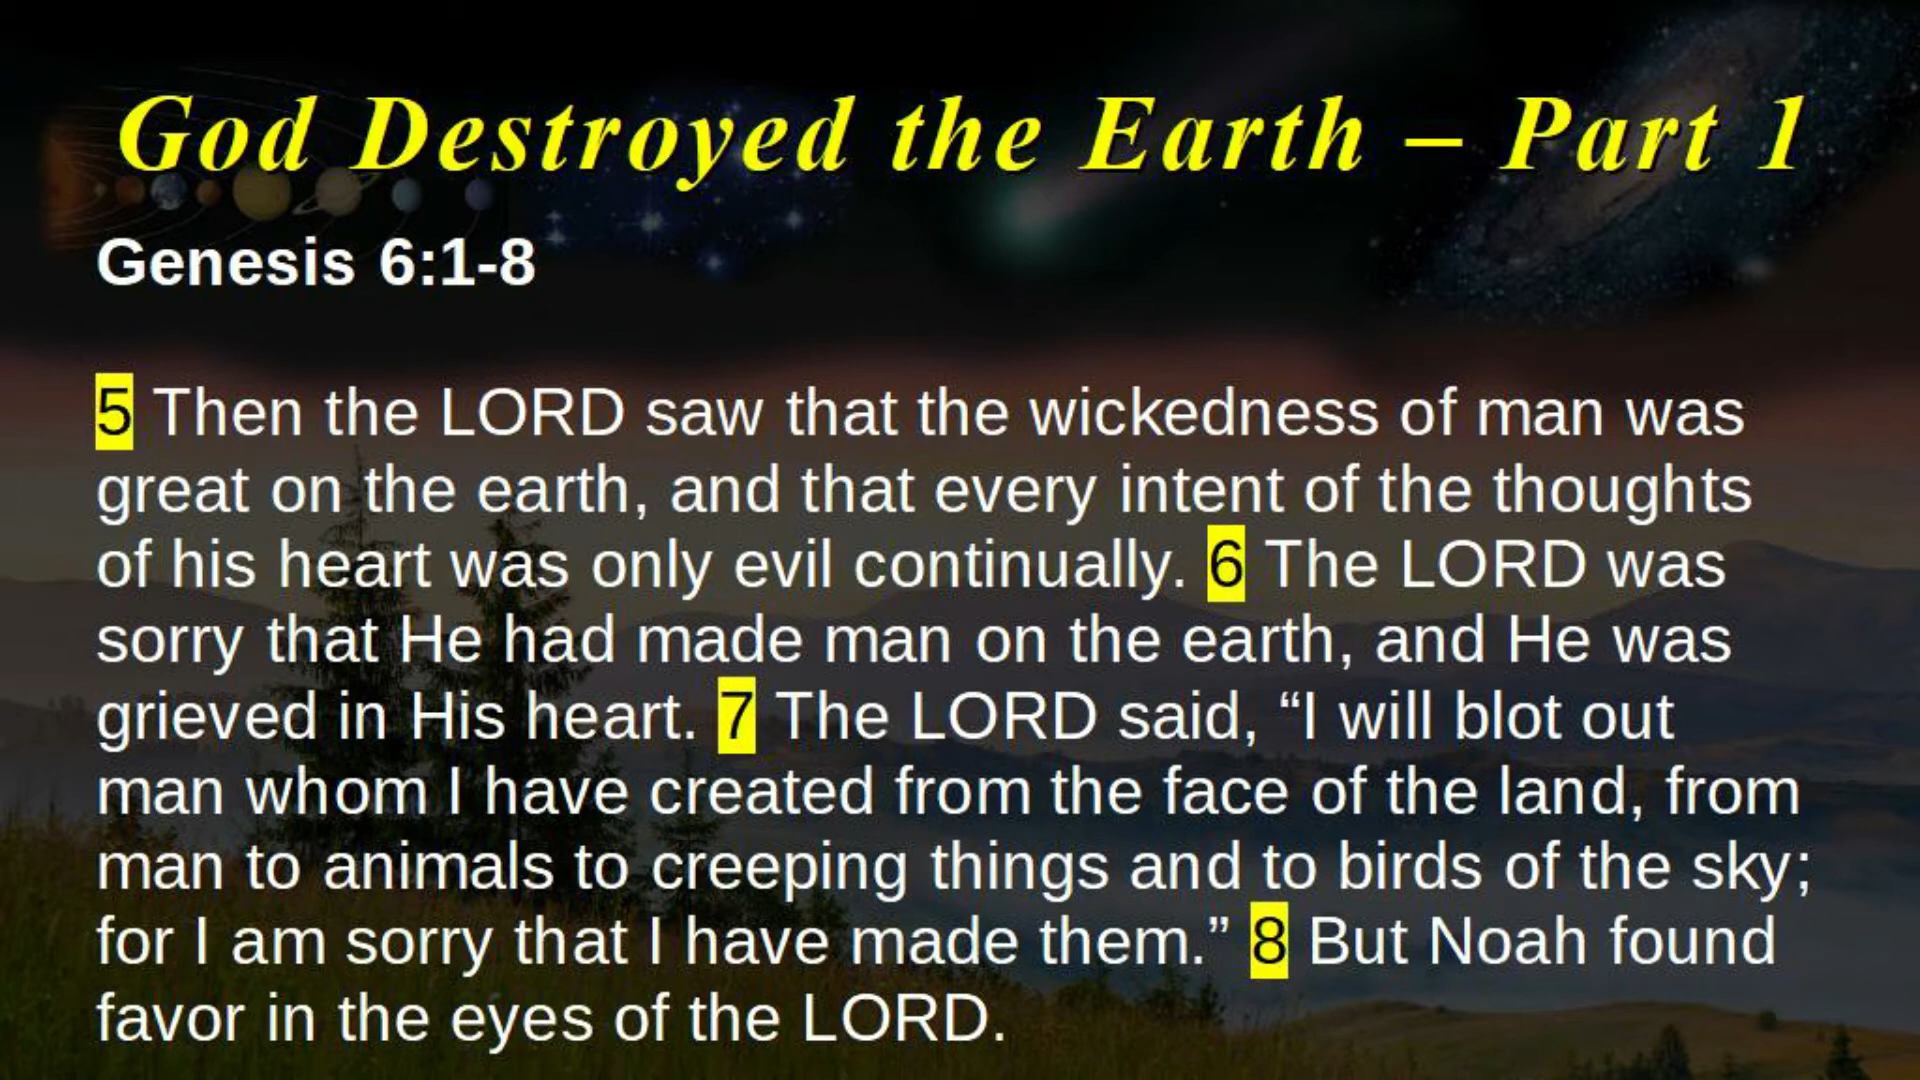 God Destroyed the Earth – Part 1
Genesis 6:1-8
5 Then the LORD saw that the wickedness of man was
great on the earth, and that every intent of the thoughts
of his heart was only evil continually. 6 The LORD was
sorry that He had made man on the earth, and He was
grieved in His heart. 7 The LORD said, “I will blot out
man whom I have created from the face of the land, from
man to animals to creeping things and to birds of the sky;
for I am sorry that I have made them.” 8 But Noah found
favor in the eyes of the LORD.